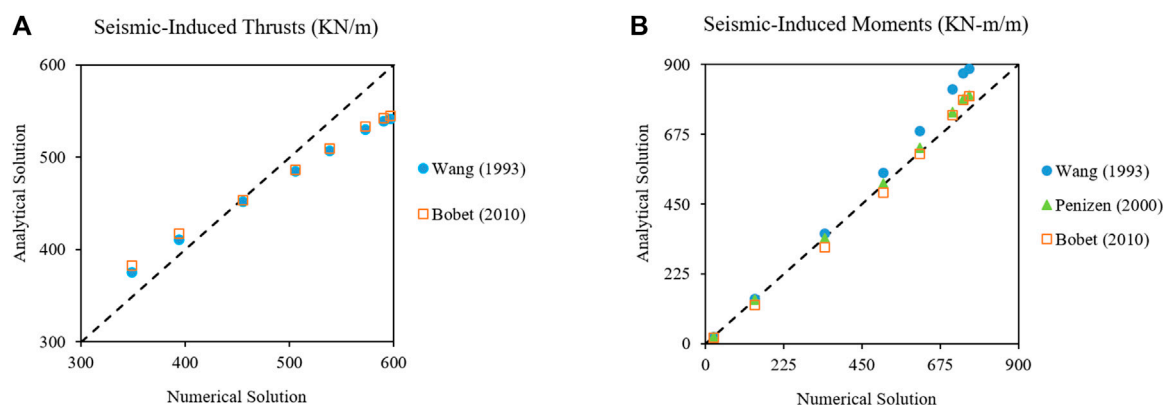 A
Seismic-Induced Thrusts (KN/m)
600
500
400
300
300
400
500
600
Analytical Solution
Numerical Solution
Wang (1993)
Bobet (2010)
B
Seismic-Induced Moments (KN-m/m)
900
675
450
225
0
0
225
450
675
900
Analytical Solution
Numerical Solution
Wang (1993)
Penizen (2000)
Bobet (2010)